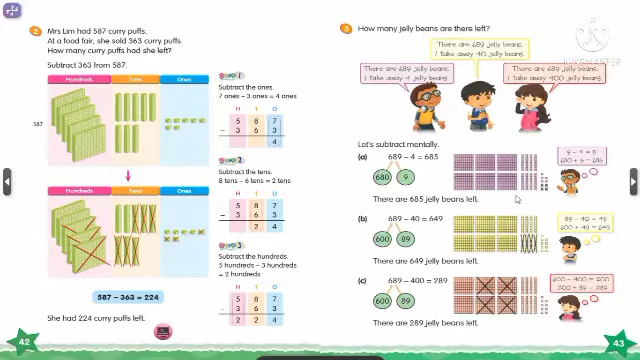 2 Mrs Lim had 587 curry puffs.
At a food fair, she sold 363 curry puffs.
How many curry puffs had she left?
Subtract 363 from 587.
Hundreds Tens Ones
587
Hundreds Tens Ones
587 – 363 = 224
She had 224 curry puffs left.
42
Subtract the ones.
7 ones – 3 ones = 4 ones
H T O
5 8 7
– 3 6 3
4
Subtract the tens.
8 tens – 6 tens = 2 tens
H T O
5 8 7
– 3 6 3
2 4
Subtract the hundreds.
5 hundreds – 3 hundreds
= 2 hundreds
H T O
5 8 7
– 3 6 3
2 2 4
3 How many jelly beans are there left?
There are 689 jelly beans.
I take away 40 jelly beans.
There are 689 jelly beans.
I take away 4 jelly beans.
There are 689 jelly beans.
I take away 400 jelly beans.
KINEMASTER
Let's subtract mentally.
(a) 689 – 4 = 685
680 9
9 – 4 = 5
There are 685 jelly beans left.
(b) 689 – 40 = 649
600 89
89 – 40 = 49
600 + 49 = 649
There are 649 jelly beans left.
(c) 689 – 400 = 289
600 89
600 – 400 = 200
200 + 89 = 289
There are 289 jelly beans left.
43